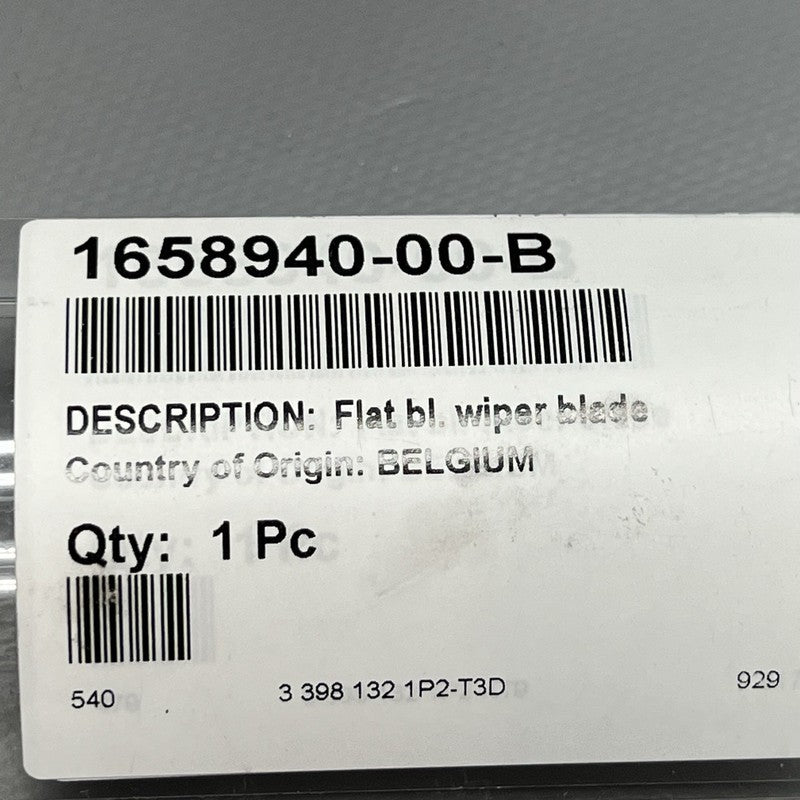 1658940-00-B
DESCRIPTION: Flat bl. wiper blade
Country of Origin: BELGIUM
Qty: 1 Pc
540 3 398 132 1P2-T3D 929